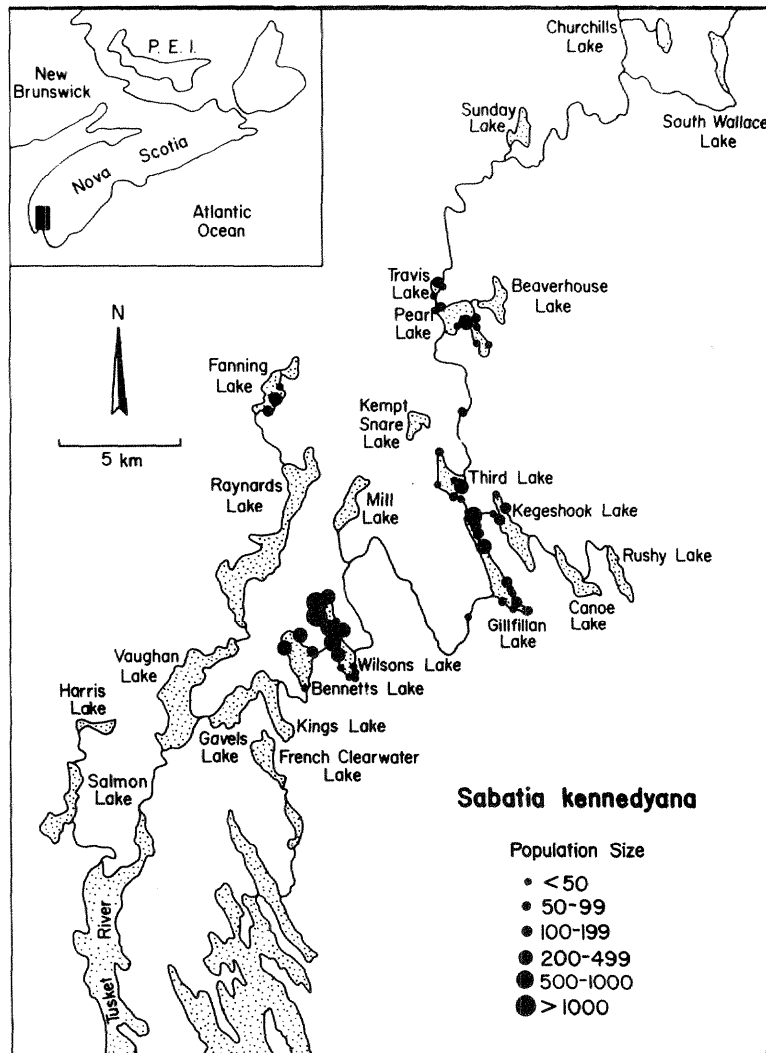 P. E. I.
New
Brunswick
Nova Scotia
Atlantic
Ocean
Churchills
Lake
Sunday
Lake
South Wallace
Lake
Travis
Lake
Beaverhouse
Lake
Pearl
Lake
N
Fanning
Lake
Kempt
Snare
Lake
5 km
Raynards
Lake
Mill
Lake
Third Lake
Kegeshook Lake
Rushy Lake
Canoe
Lake
Gillfillan
Lake
Vaughan
Lake
Wilsons Lake
Bennetts Lake
Harris
Lake
Kings Lake
Gavels
Lake
French Clearwater
Lake
Salmon
Lake
Tusket River
Sabatia kennedyana
Population Size
<50
50-99
100-199
200-499
500-1000
>1000